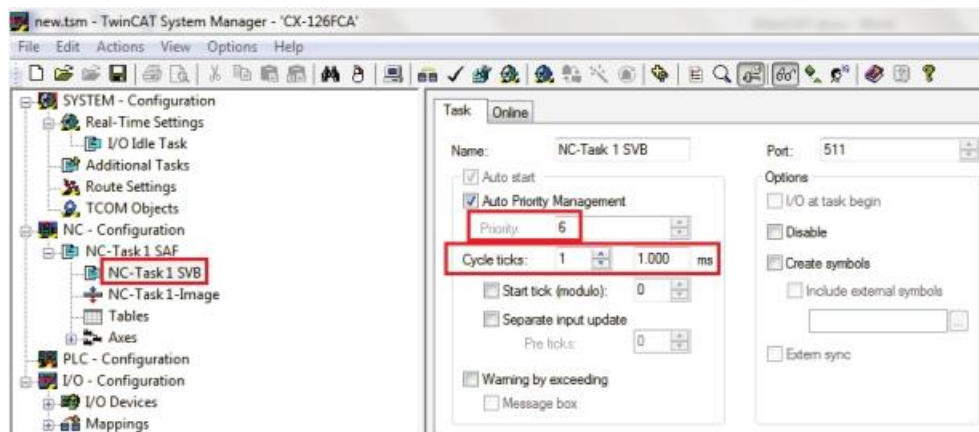 new.tsm - TwinCAT System Manager - 'CX-126FCA'
File Edit Actions View Options Help
SYSTEM - Configuration
Real-Time Settings
I/O Idle Task
Additional Tasks
Route Settings
TCOM Objects
NC - Configuration
NC-Task 1 SAF
NC-Task 1 SVB
NC-Task 1-Image
Tables
Axes
PLC - Configuration
I/O - Configuration
I/O Devices
Mappings
Task Online
Name: NC-Task 1 SVB
Auto start
Auto Priority Management
Priority: 6
Cycle ticks: 1 1.000 ms
Start tick (modulo): 0
Separate input update
Pre ticks: 0
Warning by exceeding
Message box
Port: 511
Options
I/O at task begin
Disable
Create symbols
Include external symbols
...
Extern sync